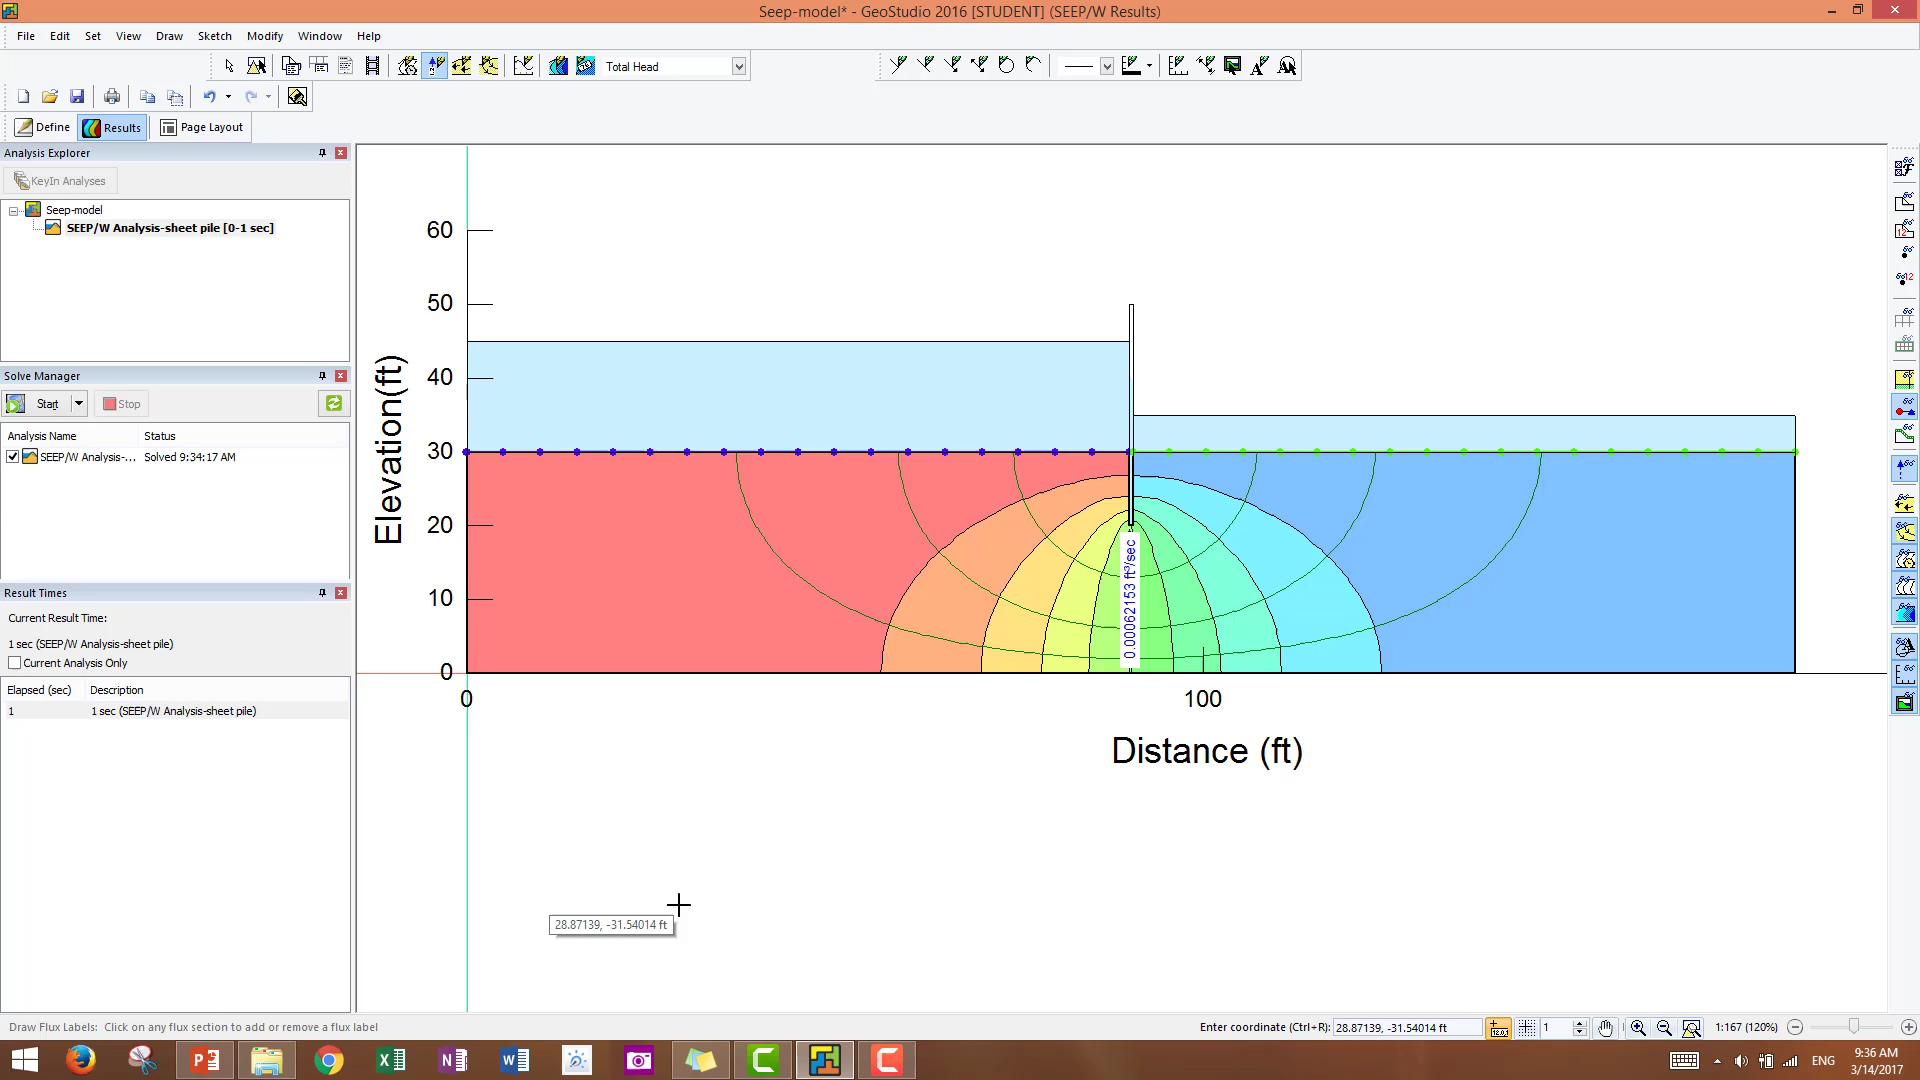 Seep-model* - GeoStudio 2016 [STUDENT] (SEEP/W Results)
File Edit Set View Draw Sketch Modify Window Help
Total Head
Define Results Page Layout
Analysis Explorer
KeyIn Analyses
Seep-model
SEEP/W Analysis-sheet pile [0-1 sec]
Solve Manager
Start Stop
Analysis Name Status
SEEP/W Analysis-... Solved 9:34:17 AM
Result Times
Current Result Time:
1 sec (SEEP/W Analysis-sheet pile)
Current Analysis Only
Elapsed (sec) Description
1 1 sec (SEEP/W Analysis-sheet pile)
60
50
40
30
20
10
0
Elevation(ft)
0.00062153 ft³/sec
0 100
Distance (ft)
28.87139, -31.54014 ft
Draw Flux Labels: Click on any flux section to add or remove a flux label
Enter coordinate (Ctrl+R): 28.87139, -31.54014 ft
1
1:167 (120%)
ENG
9:36 AM
3/14/2017